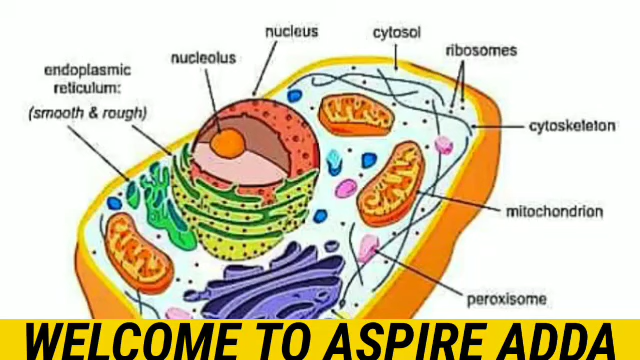 nucleus
cytosol
ribosomes
nucleolus
endoplasmic
reticulum:
(smooth & rough)
cytoskeleton
mitochondrion
peroxisome
WELCOME TO ASPIRE ADDA